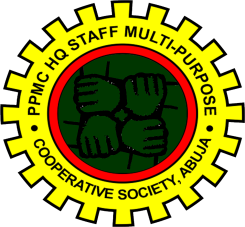 PPMC HQ STAFF MULTI-PURPOSE
COOPERATIVE SOCIETY, ABUJA